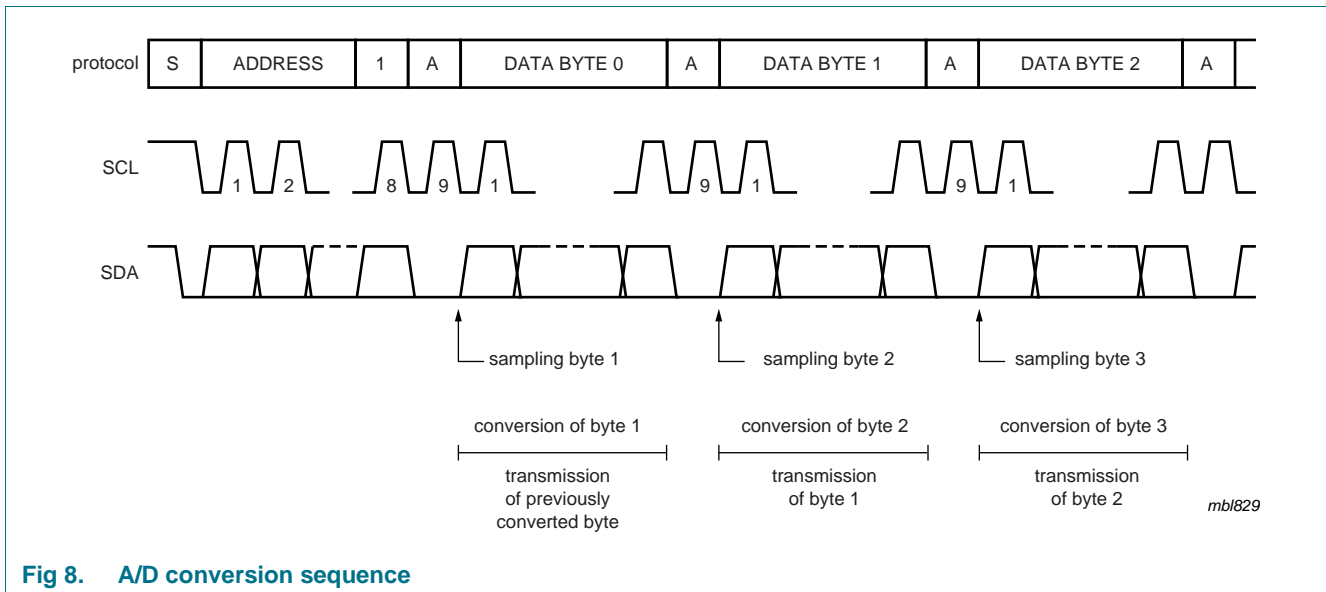 protocol S ADDRESS 1 A DATA BYTE 0 A DATA BYTE 1 A DATA BYTE 2 A
SCL 1 2 8 9 1 9 1 9 1
SDA
sampling byte 1 sampling byte 2 sampling byte 3
conversion of byte 1 conversion of byte 2 conversion of byte 3
transmission transmission transmission
of previously of byte 1 of byte 2
converted byte
mbl829
Fig 8. A/D conversion sequence